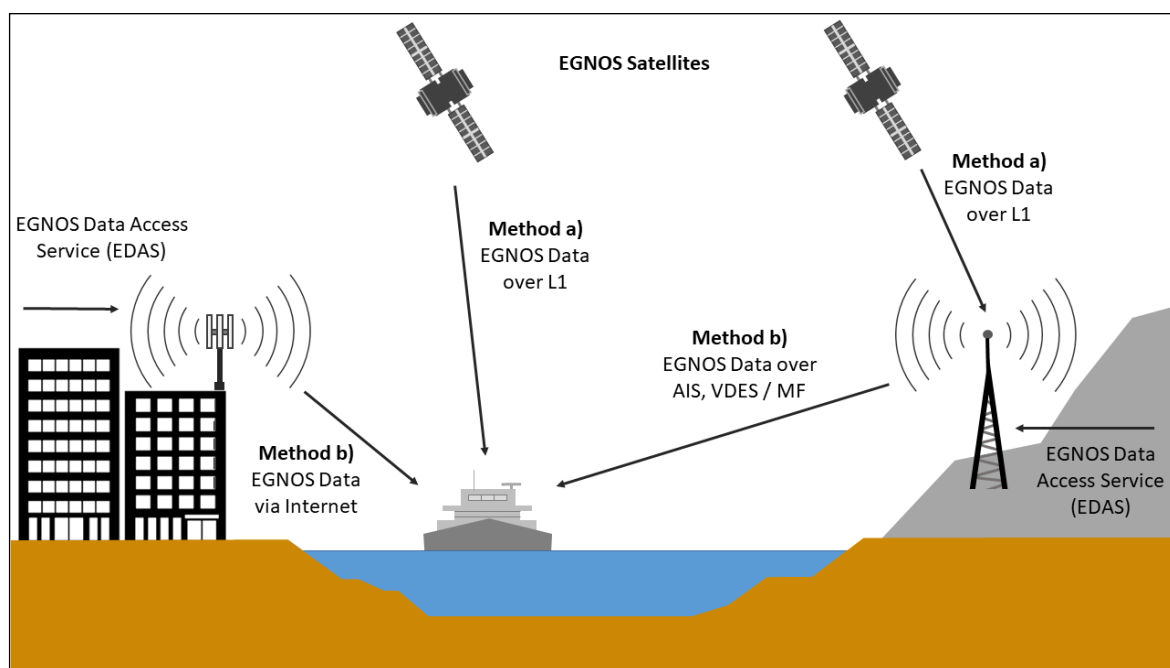 EGNOS Satellites
Method a)
EGNOS Data
over L1
EGNOS Data Access
Service (EDAS)
Method a)
EGNOS Data
over L1
Method b)
EGNOS Data over
AIS, VDES / MF
Method b)
EGNOS Data
via Internet
EGNOS Data
Access Service
(EDAS)